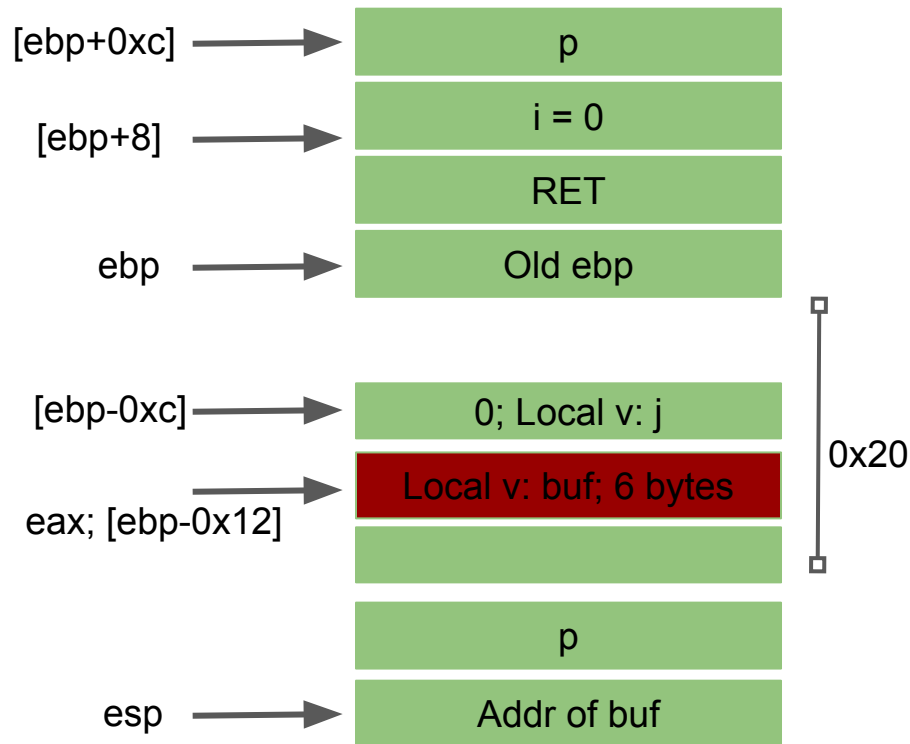 [ebp+0xc]
p
[ebp+8]
i = 0
RET
ebp
Old ebp
[ebp-0xc]
0; Local v: j
0x20
Local v: buf; 6 bytes
eax; [ebp-0x12]
p
esp
Addr of buf